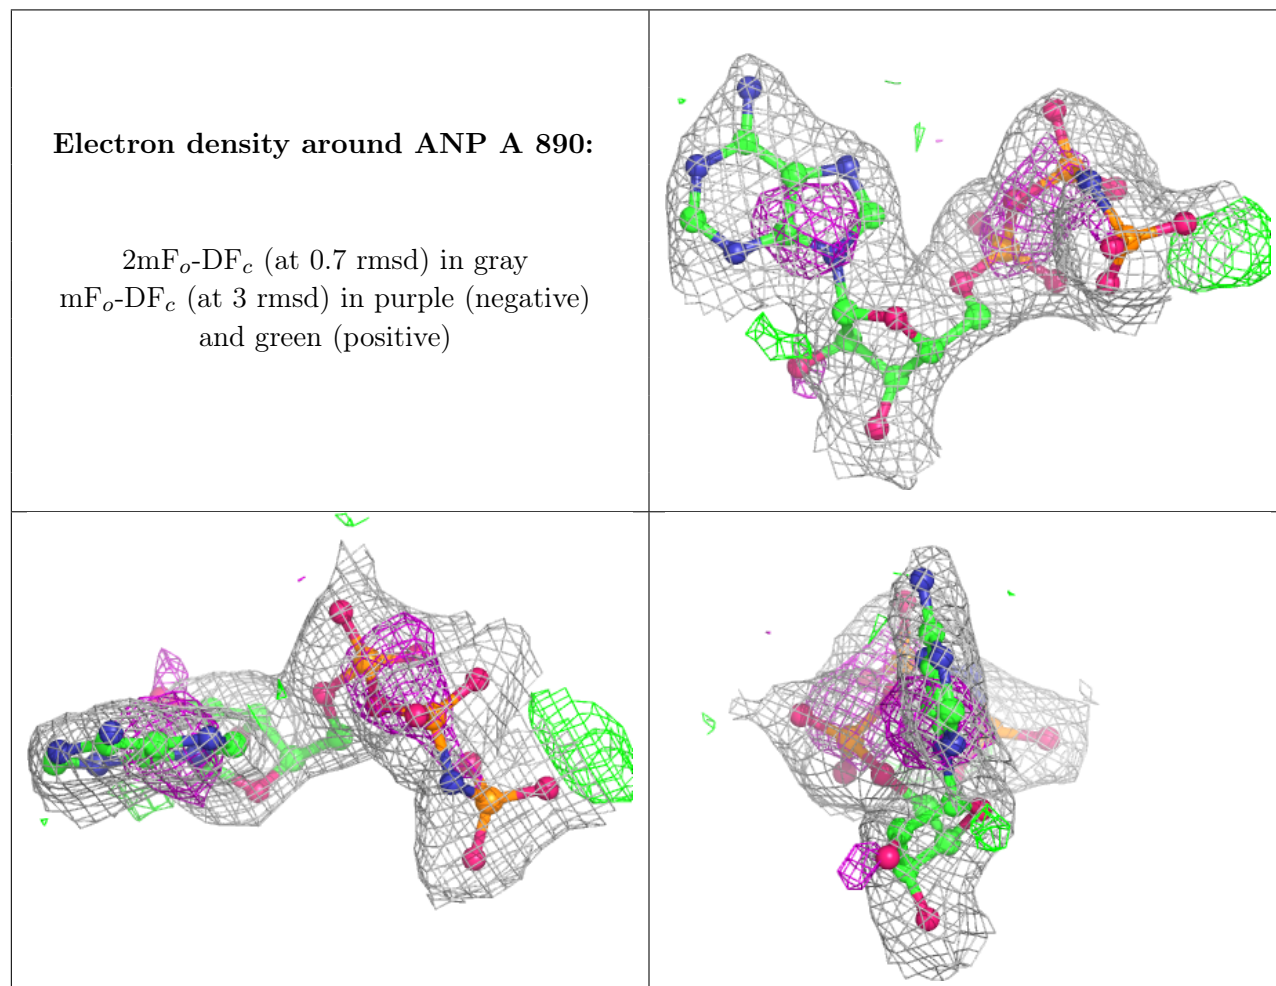 Electron density around ANP A 890:
2mFo-DFc (at 0.7 rmsd) in gray
mFo-DFc (at 3 rmsd) in purple (negative)
and green (positive)